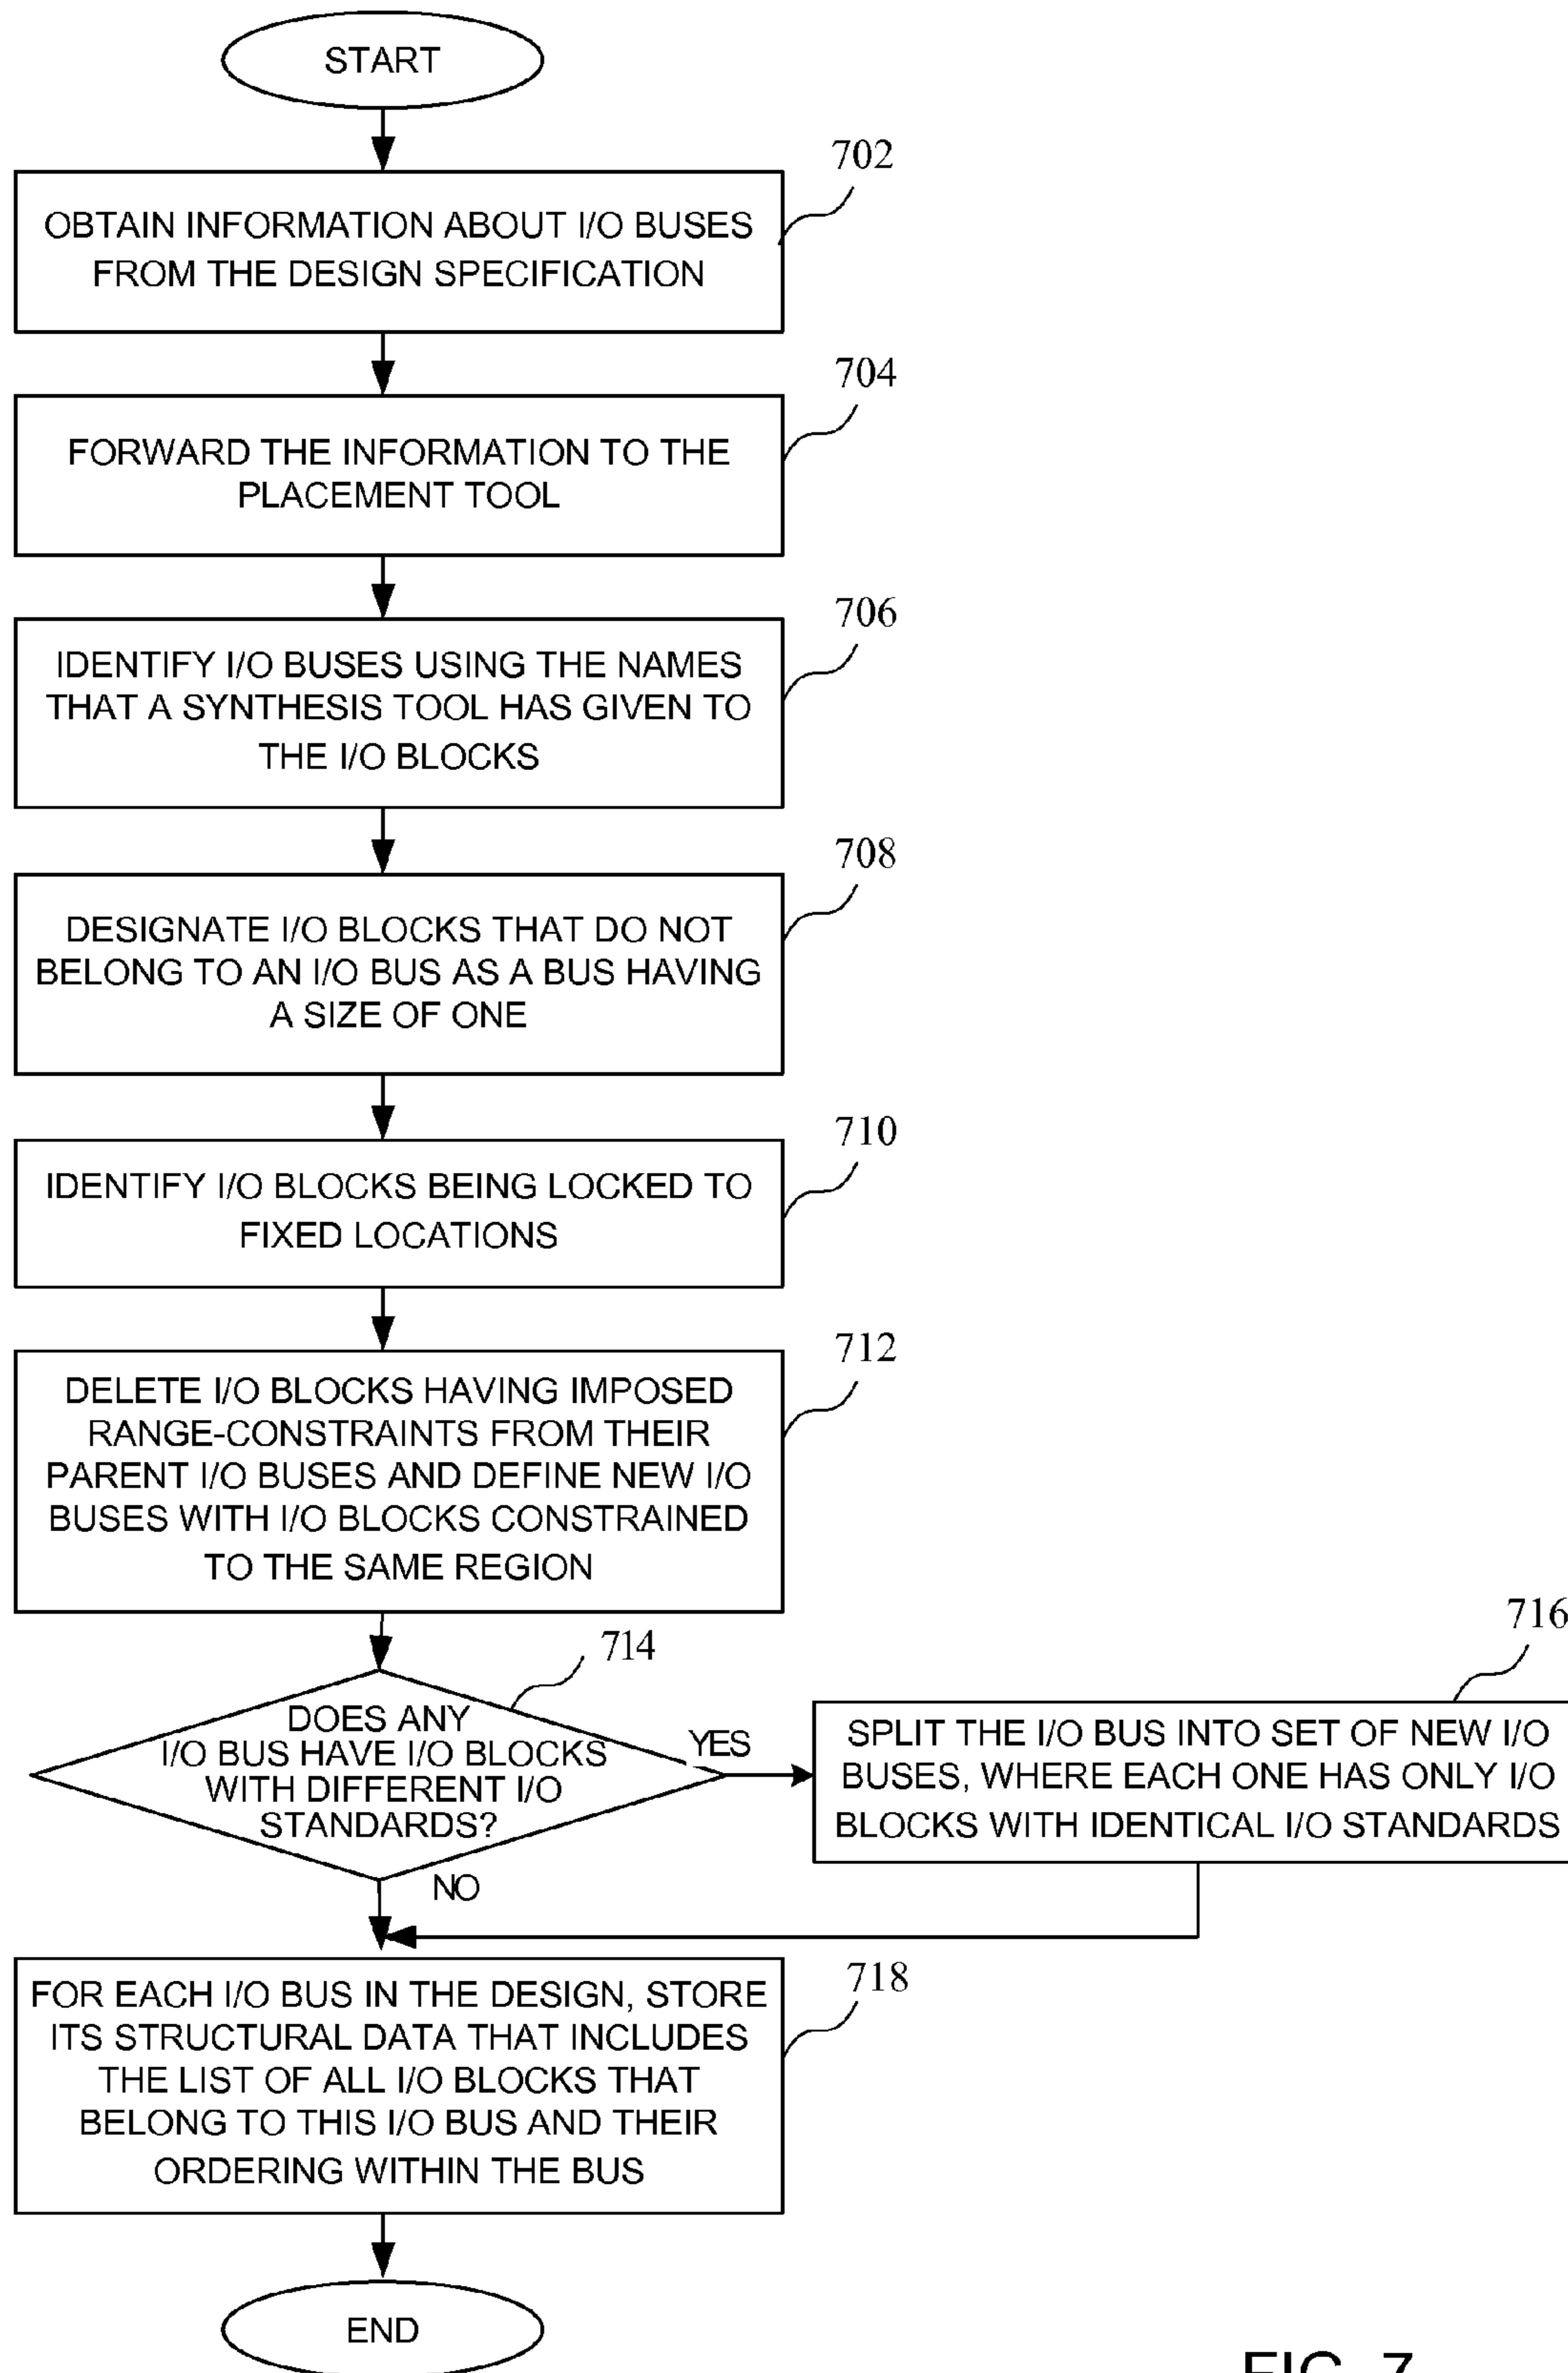 START
702
OBTAIN INFORMATION ABOUT I/O BUSES
FROM THE DESIGN SPECIFICATION
704
FORWARD THE INFORMATION TO THE
PLACEMENT TOOL
706
IDENTIFY I/O BUSES USING THE NAMES
THAT A SYNTHESIS TOOL HAS GIVEN TO
THE I/O BLOCKS
708
DESIGNATE I/O BLOCKS THAT DO NOT
BELONG TO AN I/O BUS AS A BUS HAVING
A SIZE OF ONE
710
IDENTIFY I/O BLOCKS BEING LOCKED TO
FIXED LOCATIONS
712
DELETE I/O BLOCKS HAVING IMPOSED
RANGE-CONSTRAINTS FROM THEIR
PARENT I/O BUSES AND DEFINE NEW I/O
BUSES WITH I/O BLOCKS CONSTRAINED
TO THE SAME REGION
714
DOES ANY
I/O BUS HAVE I/O BLOCKS
WITH DIFFERENT I/O
STANDARDS?
YES
716
SPLIT THE I/O BUS INTO SET OF NEW I/O
BUSES, WHERE EACH ONE HAS ONLY I/O
BLOCKS WITH IDENTICAL I/O STANDARDS
NO
718
FOR EACH I/O BUS IN THE DESIGN, STORE
ITS STRUCTURAL DATA THAT INCLUDES
THE LIST OF ALL I/O BLOCKS THAT
BELONG TO THIS I/O BUS AND THEIR
ORDERING WITHIN THE BUS
END
FIG. 7